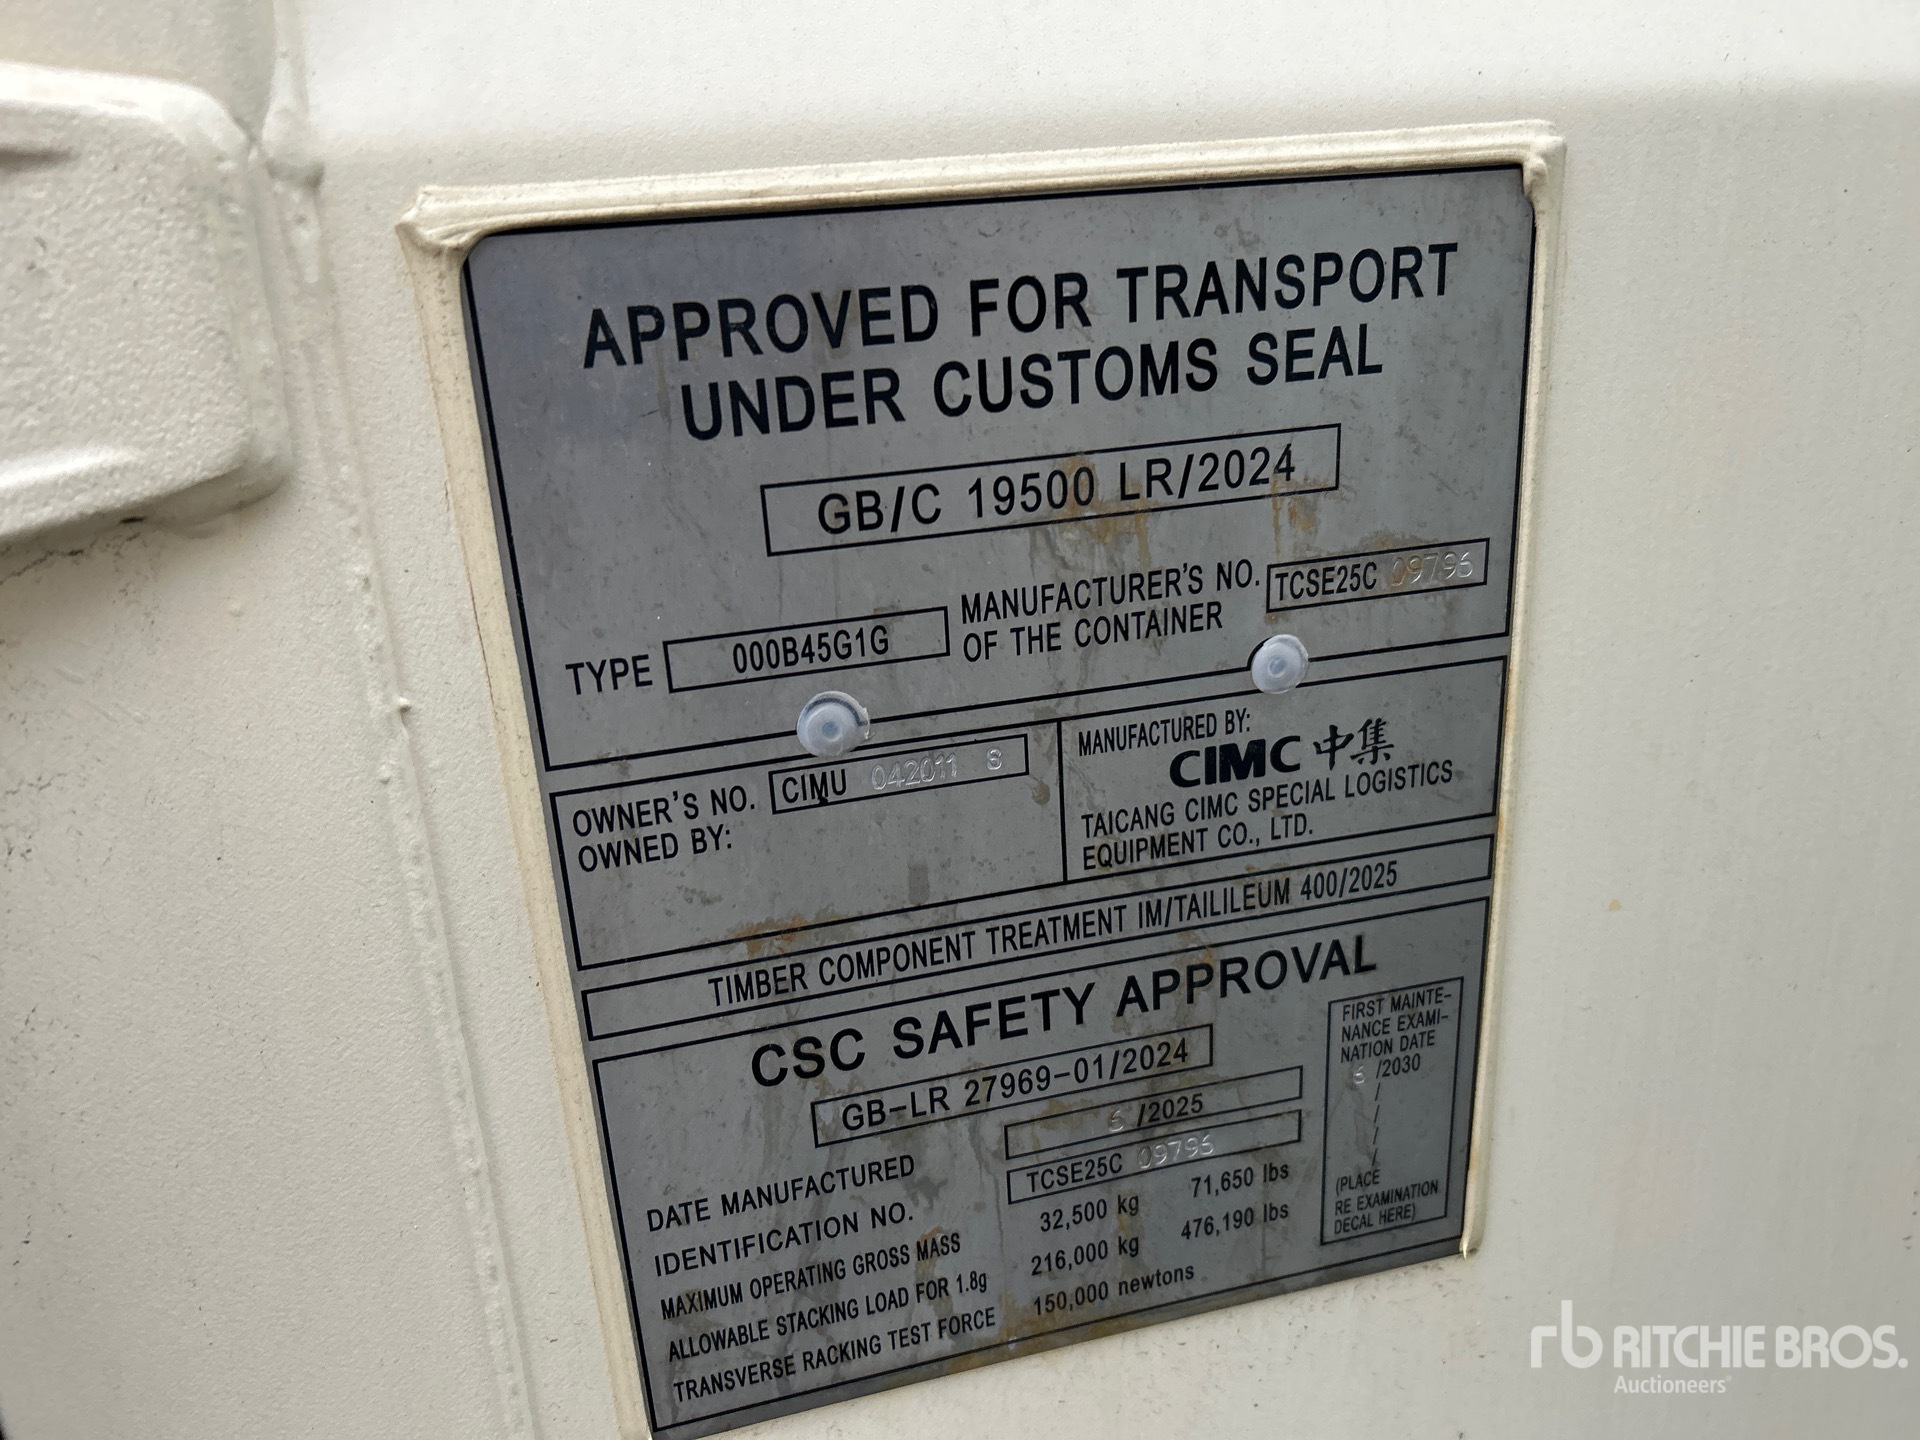 APPROVED FOR TRANSPORT
UNDER CUSTOMS SEAL
GB/C 19500 LR/2024
TYPE 000B45G1G
MANUFACTURER'S NO. TCSE25C 09796
OF THE CONTAINER
OWNER'S NO. CIMU 042011 8
OWNED BY:
MANUFACTURED BY:
CIMC 中集
TAICANG CIMC SPECIAL LOGISTICS
EQUIPMENT CO., LTD.
TIMBER COMPONENT TREATMENT IM/TAILILEUM 400/2025
CSC SAFETY APPROVAL
GB-LR 27969-01/2024
DATE MANUFACTURED 6 /2025
IDENTIFICATION NO. TCSE25C 09796
MAXIMUM OPERATING GROSS MASS 32,500 kg 71,650 lbs
ALLOWABLE STACKING LOAD FOR 1.8g 216,000 kg 476,190 lbs
TRANSVERSE RACKING TEST FORCE 150,000 newtons
FIRST MAINTE-
NANCE EXAMI-
NATION DATE
6 /2030
/
/
/
/
(PLACE
RE EXAMINATION
DECAL HERE)
rb RITCHIE BROS.
Auctioneers